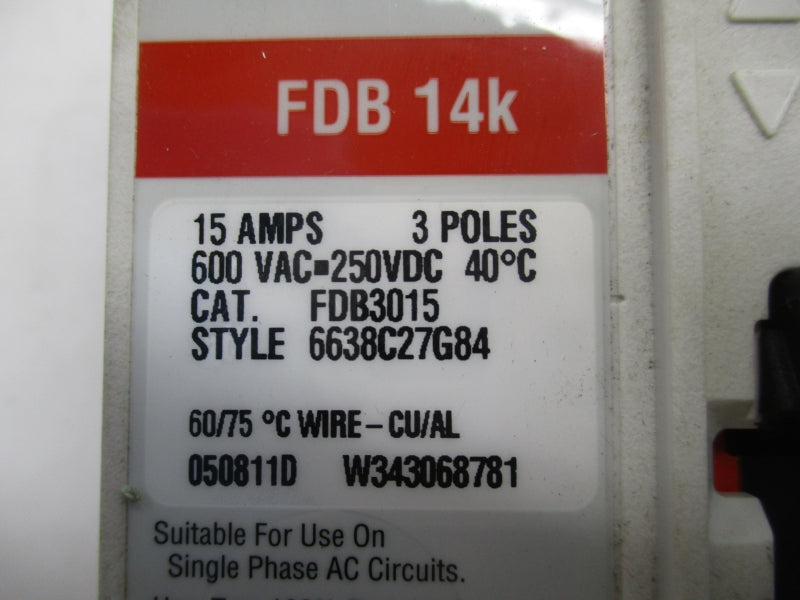 FDB 14k
15 AMPS 3 POLES
600 VAC▪250VDC 40°C
CAT. FDB3015
STYLE 6638C27G84
60/75 °C WIRE – CU/AL
050811D W343068781
Suitable For Use On
Single Phase AC Circuits.